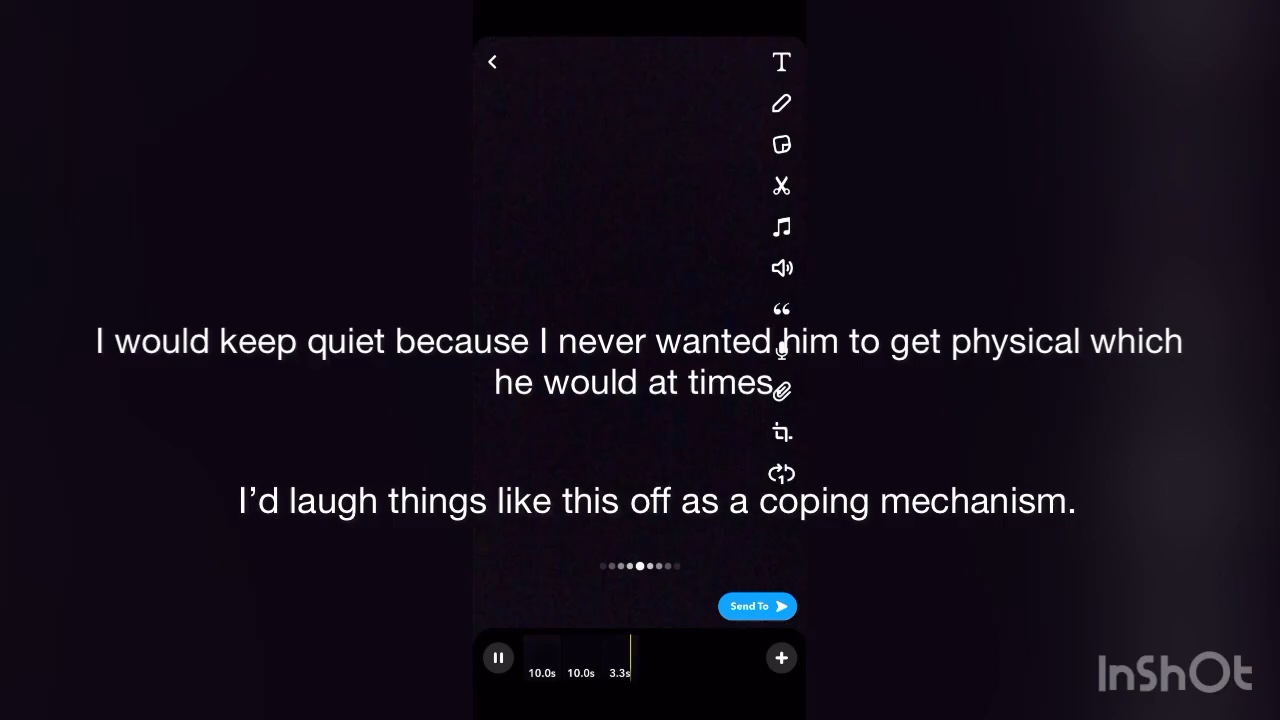 T
I would keep quiet because I never wanted him to get physical which
he would at times.
I’d laugh things like this off as a coping mechanism.
Send To
10.0s 10.0s 3.3s
InShOt